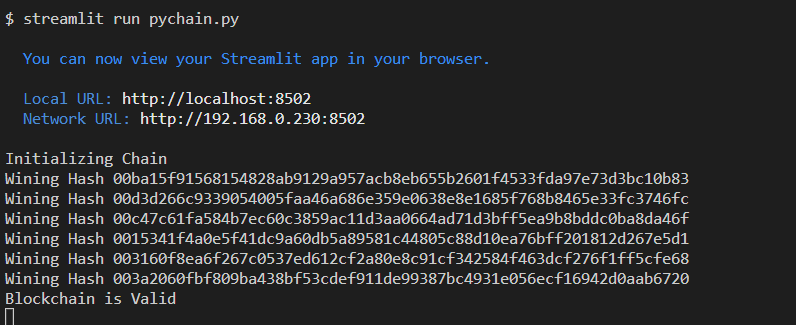 $ streamlit run pychain.py
You can now view your Streamlit app in your browser.
Local URL: http://localhost:8502
Network URL: http://192.168.0.230:8502
Initializing Chain
Wining Hash 00ba15f91568154828ab9129a957acb8eb655b2601f4533fda97e73d3bc10b83
Wining Hash 00d3d266c9339054005faa46a686e359e0638e8e1685f768b8465e33fc3746fc
Wining Hash 00c47c61fa584b7ec60c3859ac11d3aa0664ad71d3bff5ea9b8bddc0ba8da46f
Wining Hash 0015341f4a0e5f41dc9a60db5a89581c44805c88d10ea76bff201812d267e5d1
Wining Hash 003160f8ea6f267c0537ed612cf2a80e8c91cf342584f463dcf276f1ff5cfe68
Wining Hash 003a2060fbf809ba438bf53cdef911de99387bc4931e056ecf16942d0aab6720
Blockchain is Valid